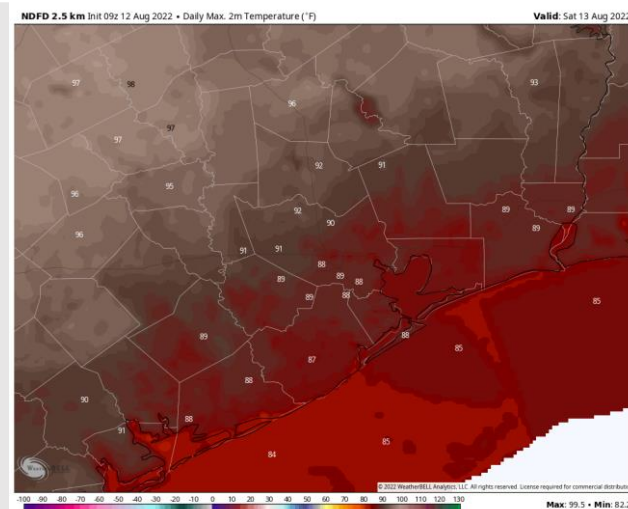 NDFD 2.5 km Init 09z 12 Aug 2022 • Daily Max. 2m Temperature (°F)
Valid: Sat 13 Aug 2022
97 98 93
96
97 97
92 91
96 95
92 89 89
96 90 89
91 91
88
89 89 88
89 88 85
89 88 85
87
88
90
88
91
84 85
WeatherBELL
© 2022 WeatherBELL Analytics, LLC. All rights reserved. License required for commercial distributi
-100 -90 -80 -70 -60 -50 -40 -30 -20 -10 0 10 20 30 40 50 60 70 80 90 100 110 120 130
Max: 99.5 • Min: 82.